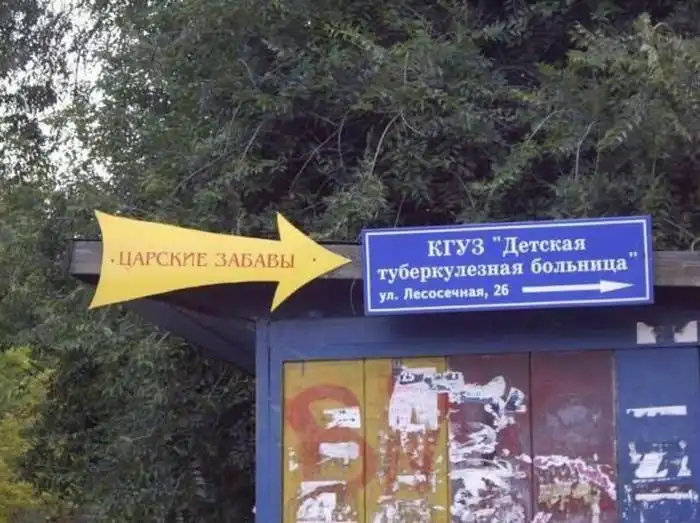 · ЦАРСКИЕ ЗАБАВЫ ·
КГУЗ "Детская
туберкулезная больница"
ул. Лесосечная, 26